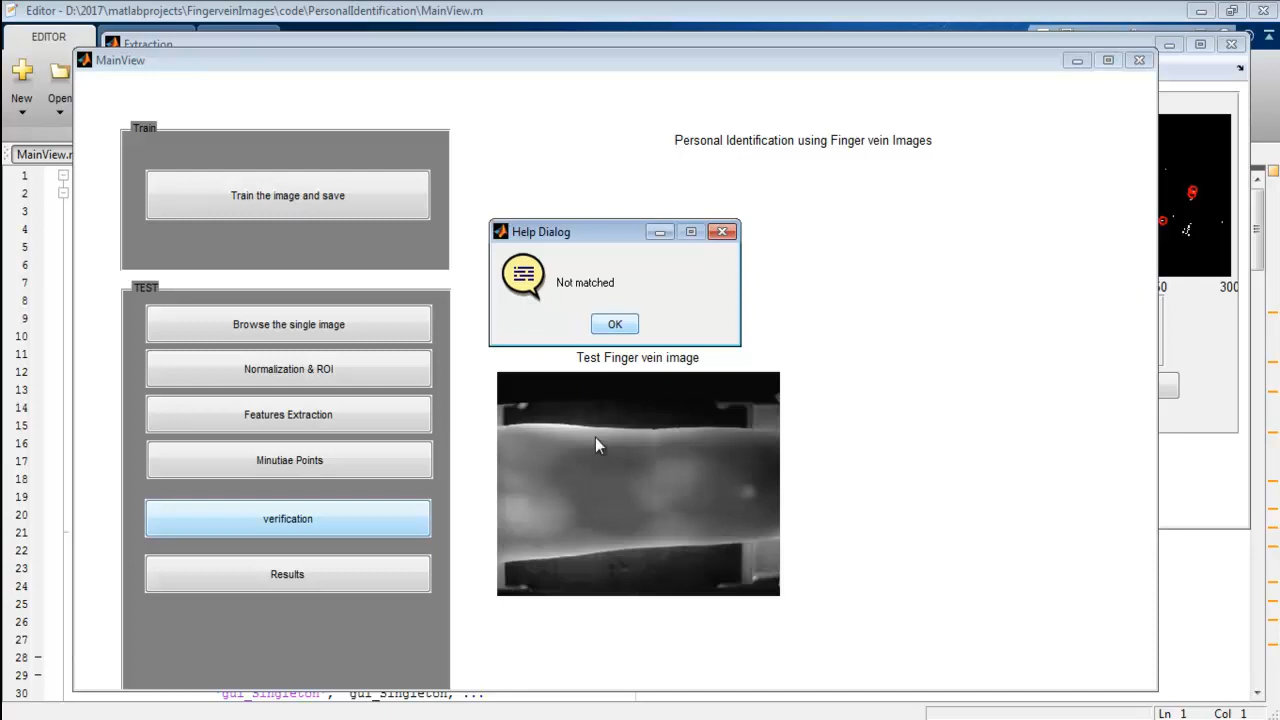 Editor - D:\2017\matlabprojects\FingerveinImages\code\PersonalIdentification\MainView.m
EDITOR
Extraction
MainView
New
Open
Train
Train the image and save
Personal Identification using Finger vein Images
MainView.m
Help Dialog
Not matched
OK
TEST
Browse the single image
Normalization & ROI
Features Extraction
Minutiae Points
verification
Results
Test Finger vein image
300
1
2
3
4
5
6
7
8
9
10
11
12
13
14
15
16
17
18
19
20
21
22
23
24
25
26
27
28
29
30
'gui_Singleton', gui_Singleton, ...
Ln 1 Col 1